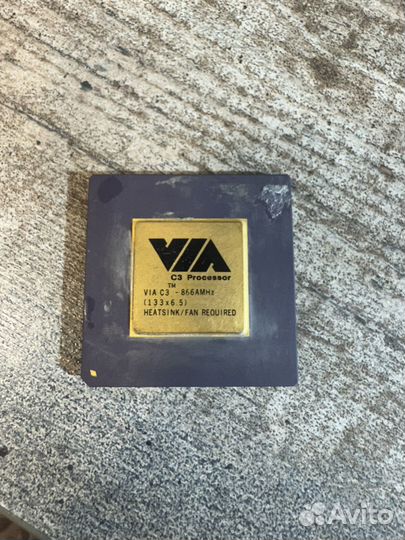 VIA
C3 Processor
TM
VIA C3 - 866AMHz
(133x6.5)
HEATSINK/FAN REQUIRED
Avito